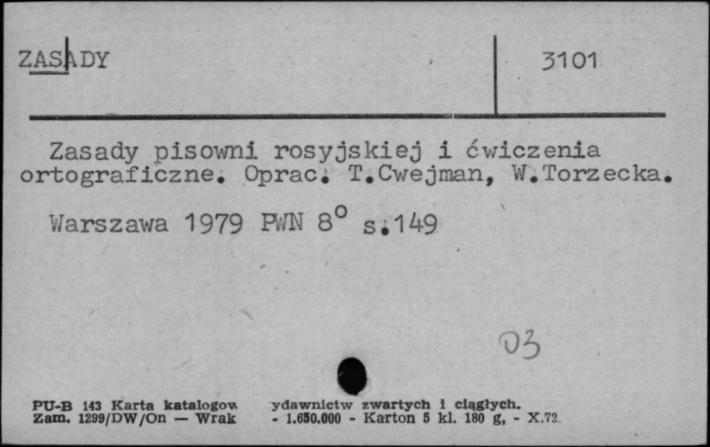 ZASADY 3101
Zasady pisowni rosyjskiej i ćwiczenia
ortograficzne. Oprac. T.Cwejman, W.Torzecka.
Warszawa 1979 PWN 8° s.149
03
PU-B 143 Karta katalogow ydawnictw zwartych i ciągłych.
Zam. 1299/DW/On — Wrak - 1.650.000 - Karton 5 kl. 180 g, - X.72.